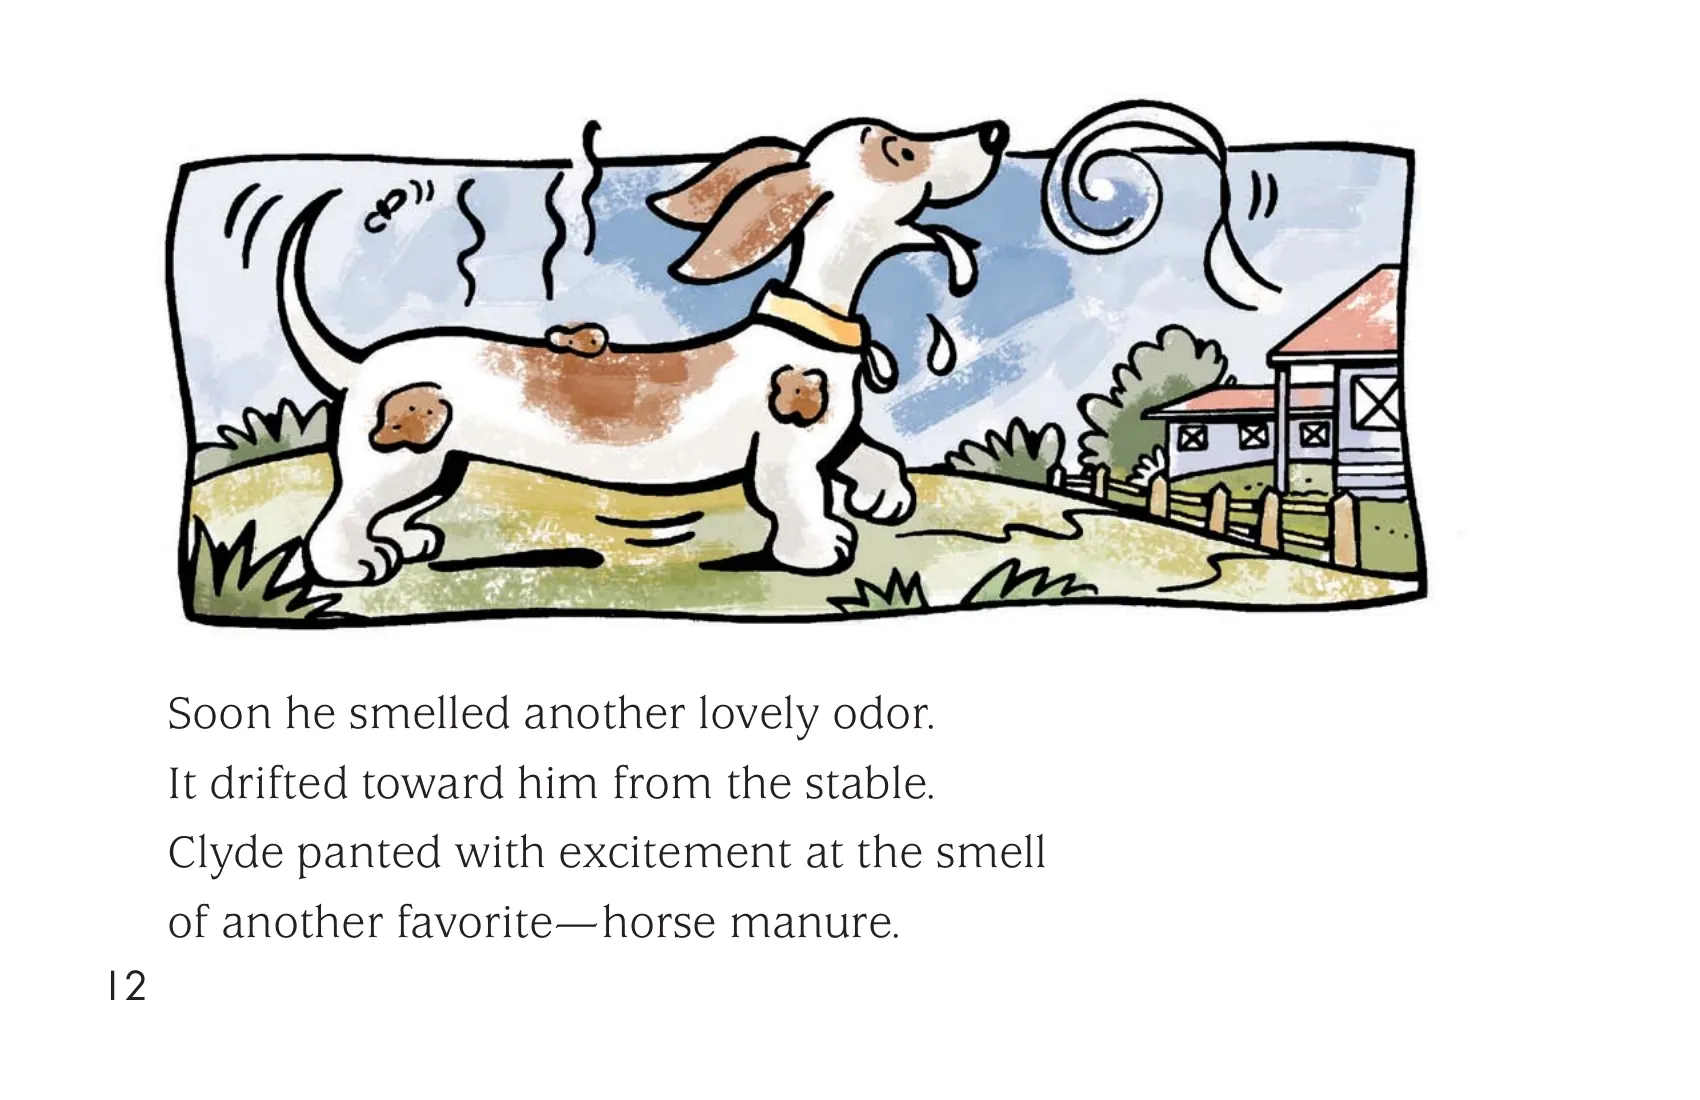 Soon he smelled another lovely odor.
It drifted toward him from the stable.
Clyde panted with excitement at the smell
of another favorite—horse manure.
12